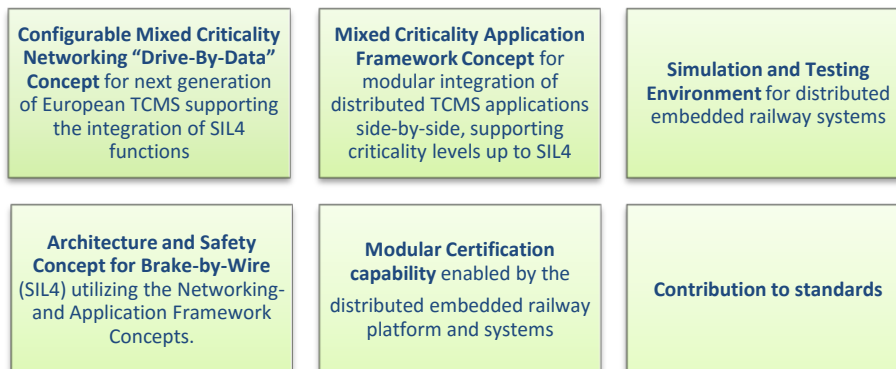 Configurable Mixed Criticality
Networking “Drive-By-Data”
Concept for next generation
of European TCMS supporting
the integration of SIL4
functions
Mixed Criticality Application
Framework Concept for
modular integration of
distributed TCMS applications
side-by-side, supporting
criticality levels up to SIL4
Simulation and Testing
Environment for distributed
embedded railway systems
Architecture and Safety
Concept for Brake-by-Wire
(SIL4) utilizing the Networking-
and Application Framework
Concepts.
Modular Certification
capability enabled by the
distributed embedded railway
platform and systems
Contribution to standards